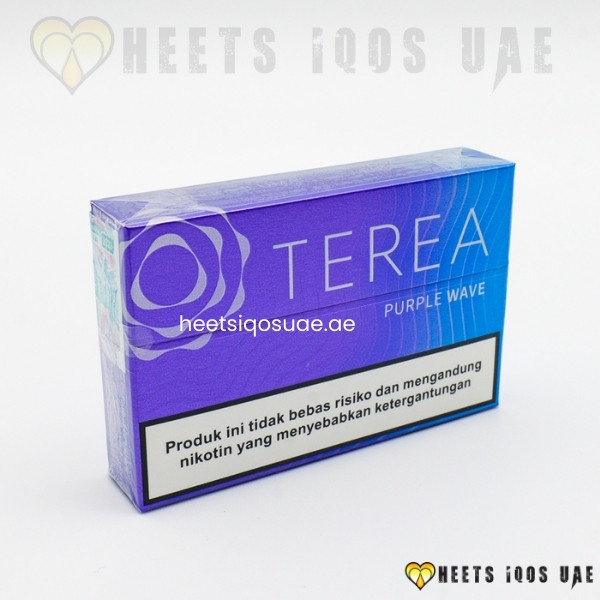 HEETS iQOS UAE
TEREA
PURPLE WAVE
heetsiqosuae.ae
Produk ini tidak bebas risiko dan mengandung
nikotin yang menyebabkan ketergantungan
HEETS iQOS UAE